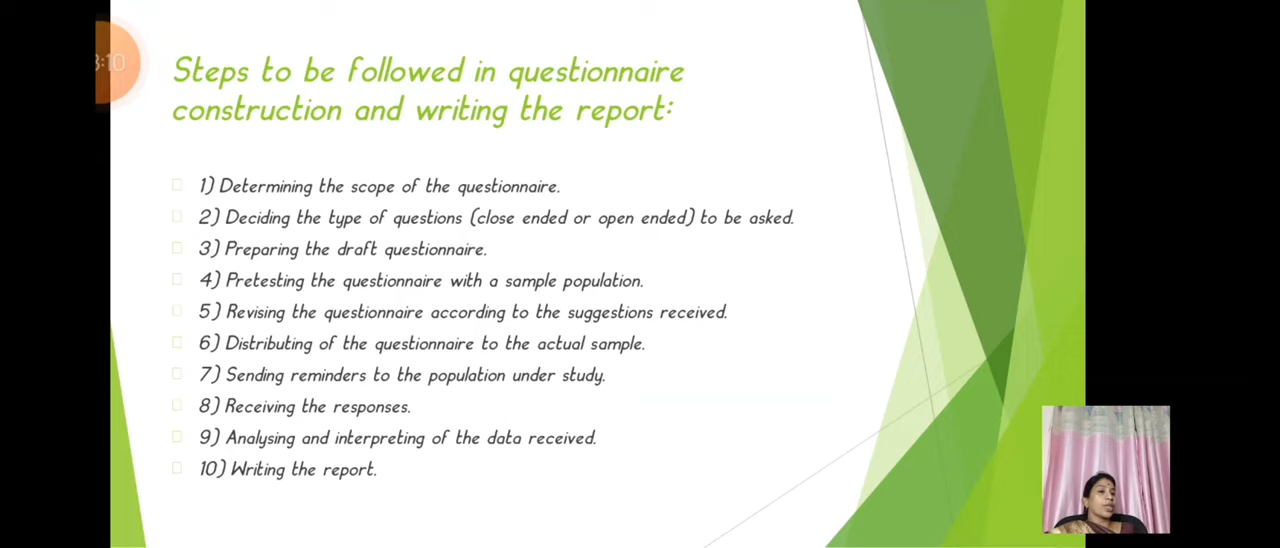 :10
Steps to be followed in questionnaire
construction and writing the report:
1) Determining the scope of the questionnaire.
2) Deciding the type of questions (close ended or open ended) to be asked.
3) Preparing the draft questionnaire.
4) Pretesting the questionnaire with a sample population.
5) Revising the questionnaire according to the suggestions received.
6) Distributing of the questionnaire to the actual sample.
7) Sending reminders to the population under study.
8) Receiving the responses.
9) Analysing and interpreting of the data received.
10) Writing the report.